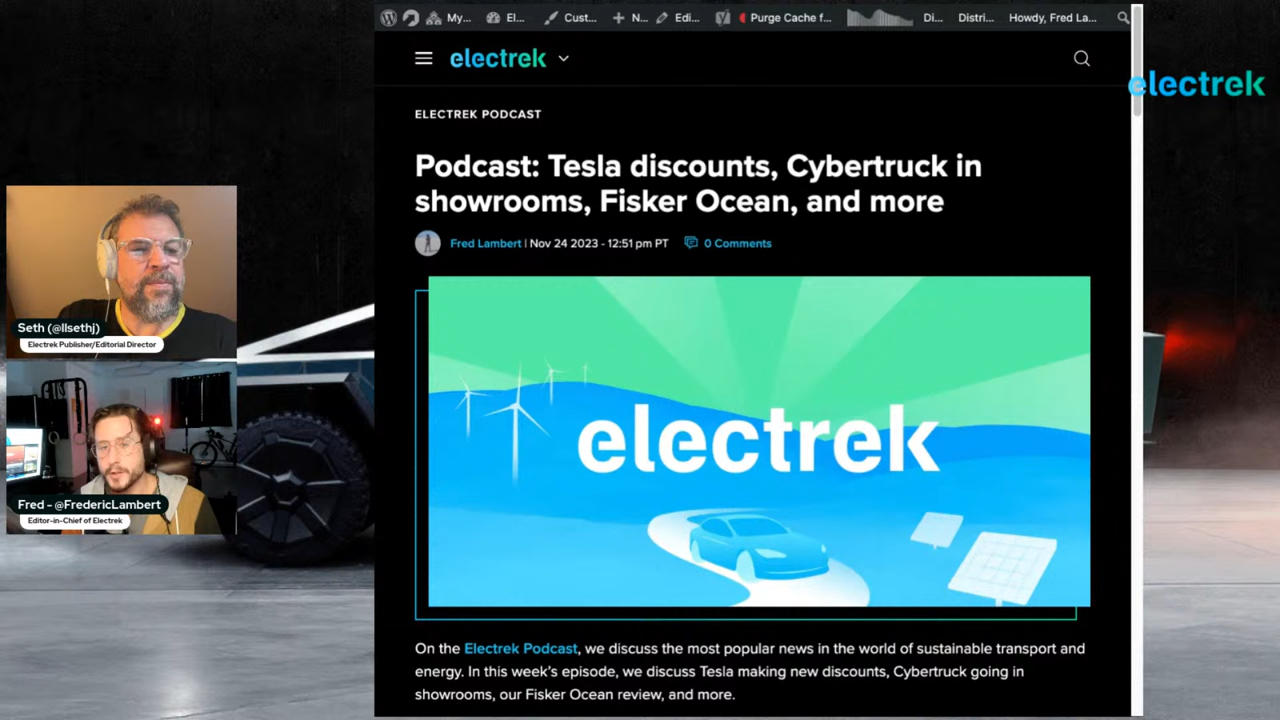 My...
El...
Cust...
N...
Edi...
Purge Cache f...
Di...
Distri...
Howdy, Fred La...
electrek
electrek
ELECTREK PODCAST
Podcast: Tesla discounts, Cybertruck in
showrooms, Fisker Ocean, and more
Fred Lambert | Nov 24 2023 - 12:51 pm PT
0 Comments
Seth (@llsethj)
Electrek Publisher/Editorial Director
electrek
Fred - @FredericLambert
Editor-in-Chief of Electrek
On the Electrek Podcast, we discuss the most popular news in the world of sustainable transport and
energy. In this week's episode, we discuss Tesla making new discounts, Cybertruck going in
showrooms, our Fisker Ocean review, and more.